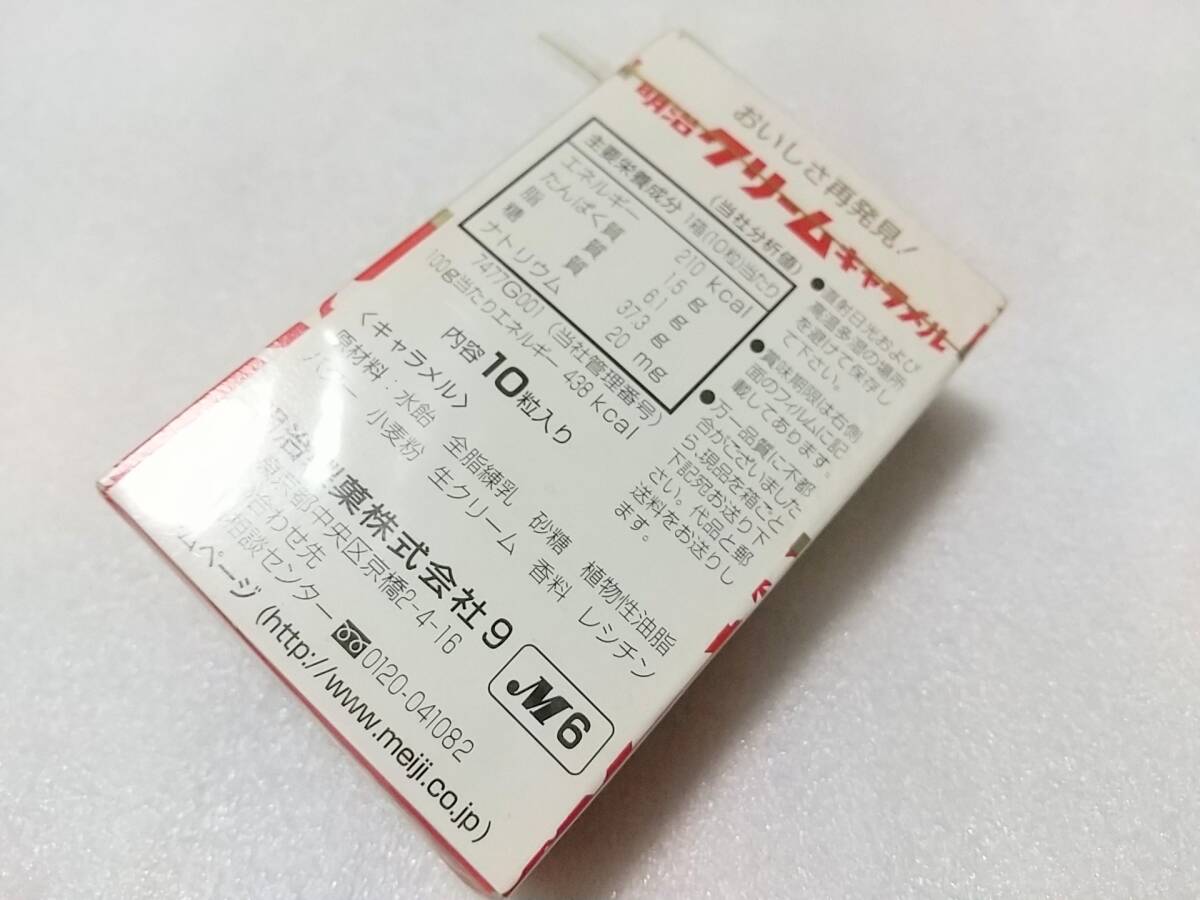 おいしさ再発見!
明治クリームキャラメル
主要栄養成分 1箱(10粒)当たり
(当社分析値)
エネルギー 210 kcal
たんぱく質 1.5 g
脂質 6.1 g
糖質 37.3 g
ナトリウム 20 mg
7477G001 (当社管理番号)
100g当たりエネルギー 438 kcal
●直射日光および
高温多湿の場所
を避けて保存し
て下さい。
●賞味期限は右側
面のフィルムに記
載してあります。
●万一品質に不都
合がございました
ら、現品を箱ごと
下記宛お送り下
さい。代品と郵
送料をお送りし
ます。
内容10粒入り
〈キャラメル〉
原材料:水飴 全脂練乳 砂糖 植物性油脂
バター 小麦粉 生クリーム 香料 レシチン
菓株式会社9
都中央区京橋2-4-16
合わせ先
相談センター 0120-041082
ムページ (http://www.meiji.co.jp)
M6